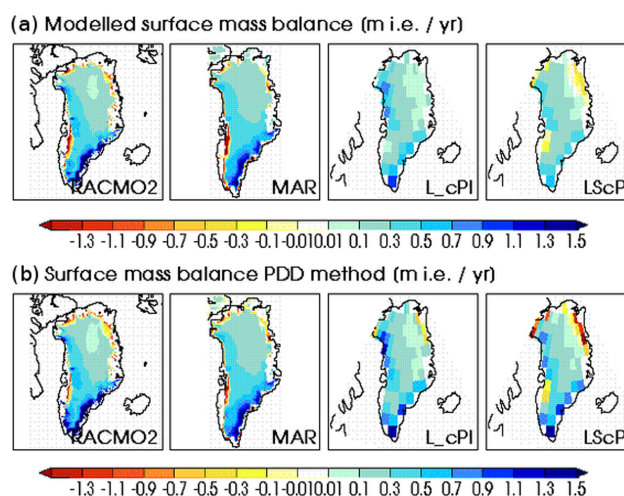 (a) Modelled surface mass balance (m i.e. / yr)
RACMO2 MAR L_cPI LScPI
-1.3 -1.1 -0.9 -0.7 -0.5 -0.3 -0.1 -0.01 0.01 0.1 0.3 0.5 0.7 0.9 1.1 1.3 1.5
(b) Surface mass balance PDD method (m i.e. / yr)
RACMO2 MAR L_cPI LScPI
-1.3 -1.1 -0.9 -0.7 -0.5 -0.3 -0.1 -0.01 0.01 0.1 0.3 0.5 0.7 0.9 1.1 1.3 1.5